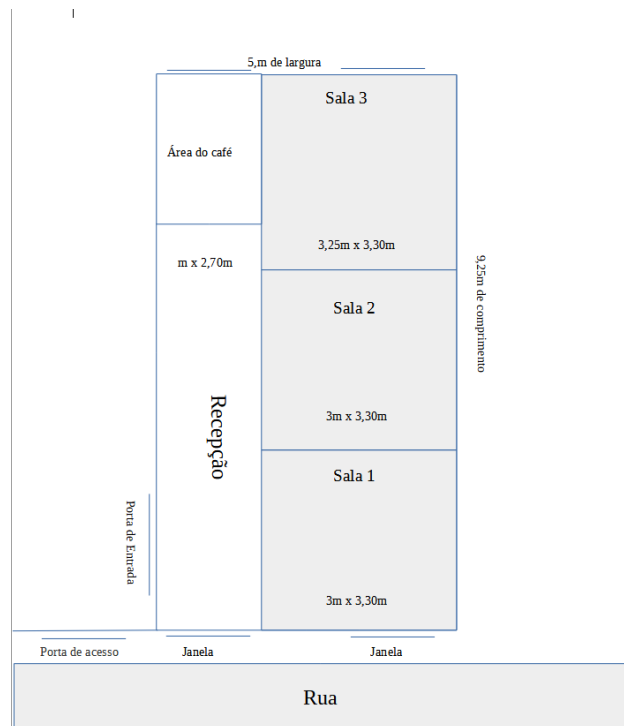 5,m de largura
Sala 3
Área do café
3,25m x 3,30m
m x 2,70m
9,25m de comprimento
Sala 2
Recepção
3m x 3,30m
Sala 1
Porta de Entrada
3m x 3,30m
Porta de acesso
Janela
Janela
Rua